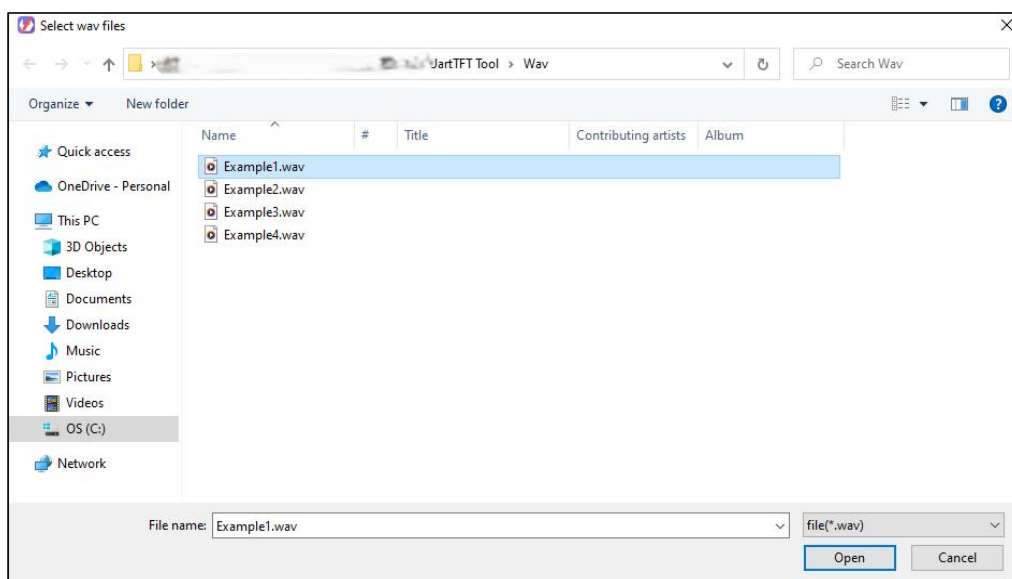 Select wav files
Tool › Wav
Search Wav
Organize New folder
Name # Title Contributing artists Album
Quick access
OneDrive - Personal
This PC
3D Objects
Desktop
Documents
Downloads
Music
Pictures
Videos
OS (C:)
Network
Example1.wav
Example2.wav
Example3.wav
Example4.wav
File name: Example1.wav file(*.wav)
Open Cancel